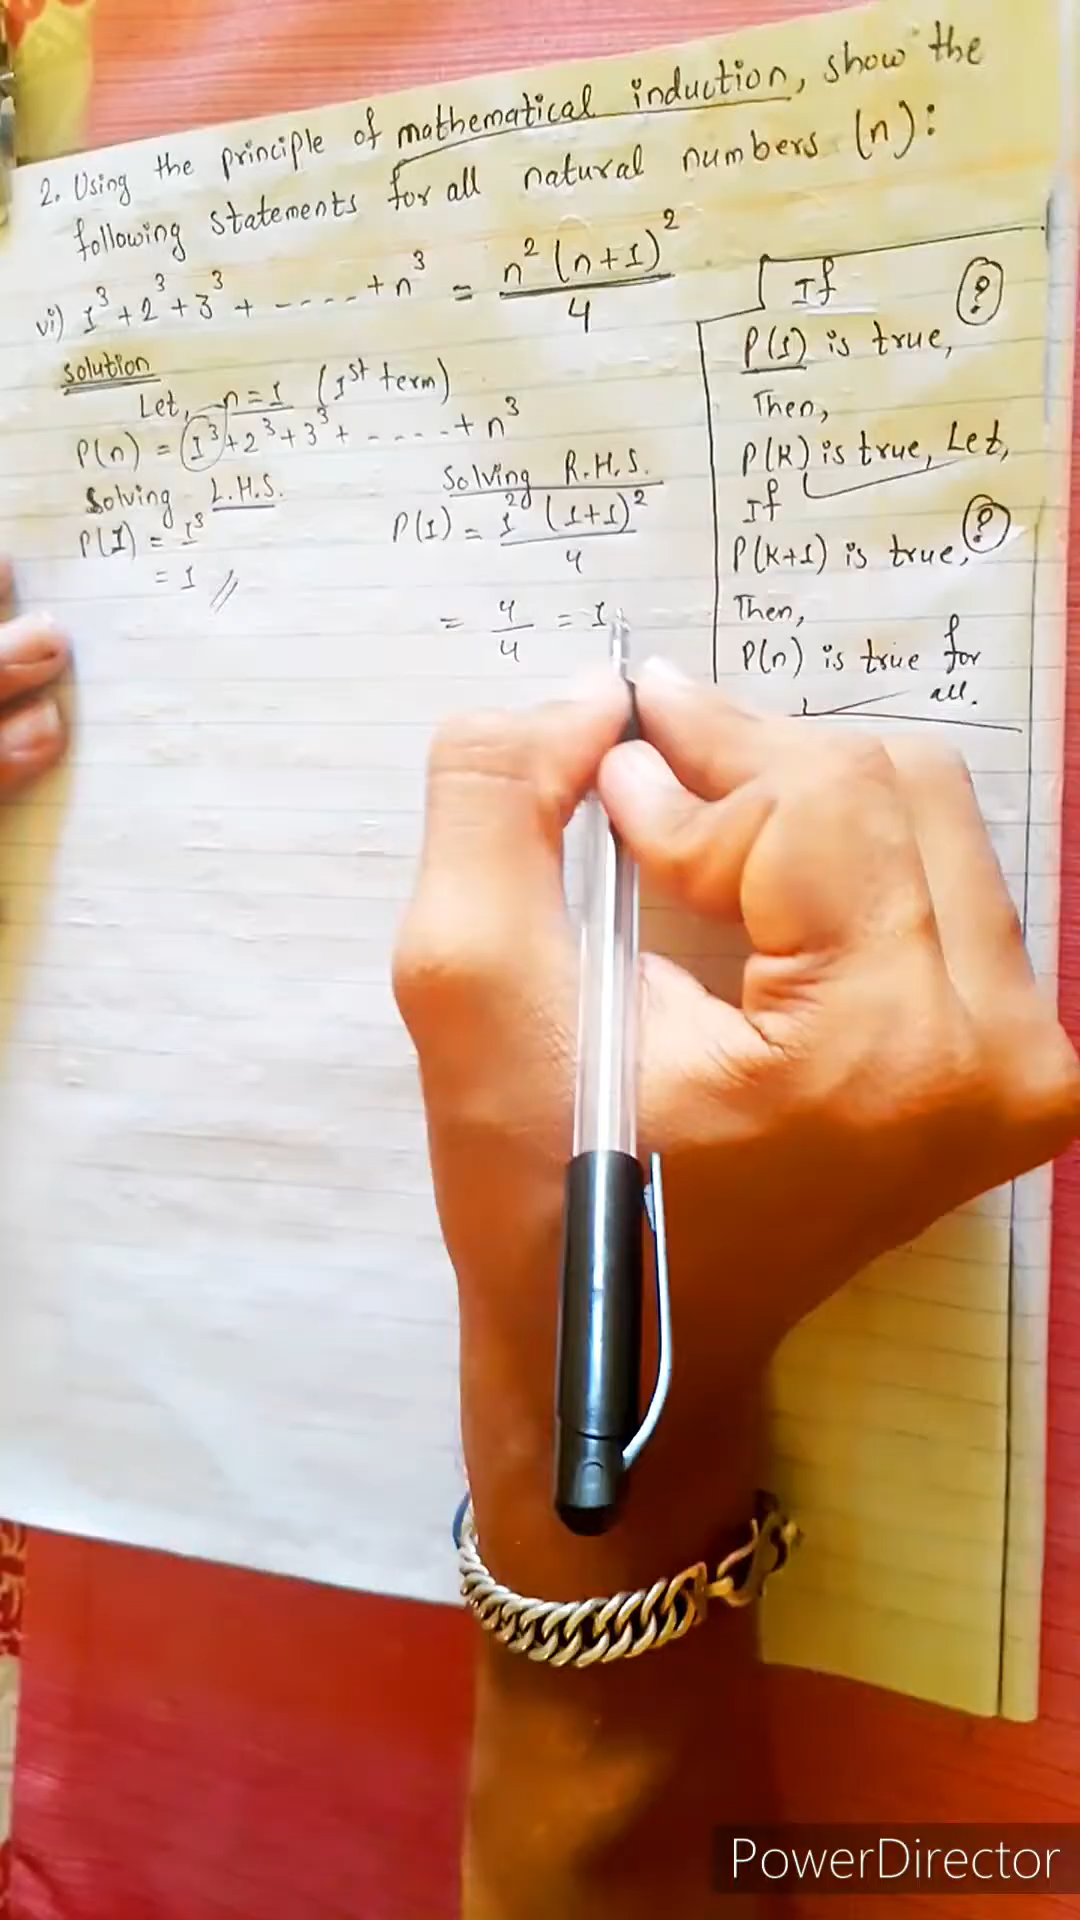 2. Using the principle of mathematical induction, show the
following statements for all natural numbers (n):
vi) 1³ + 2³ + 3³ + ----- + n³ = n²(n+1)²/4
Solution
Let, n = 1 (1st term)
P(n) = 1³ + 2³ + 3³ + ----- + n³
Solving L.H.S.
P(1) = 1³
= 1 //
Solving R.H.S.
P(1) = 1²(1+1)²/4
= 4/4 = 1
If ?
P(1) is true,
Then,
P(k) is true, Let,
If ?
P(k+1) is true,
Then,
P(n) is true for
all.
PowerDirector